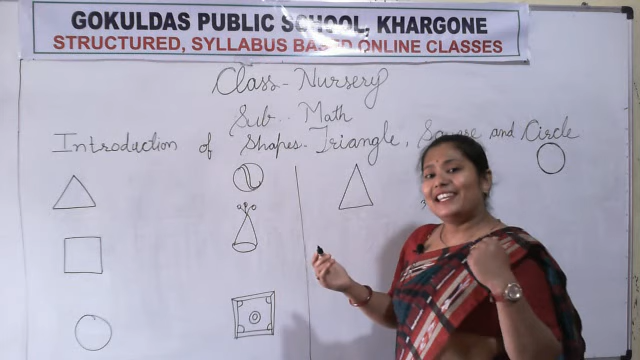 GOKULDAS PUBLIC SCHOOL, KHARGONE
STRUCTURED, SYLLABUS BASED ONLINE CLASSES
Class - Nursery
Sub.. Math
Introduction of Shapes. Triangle, Square and Circle